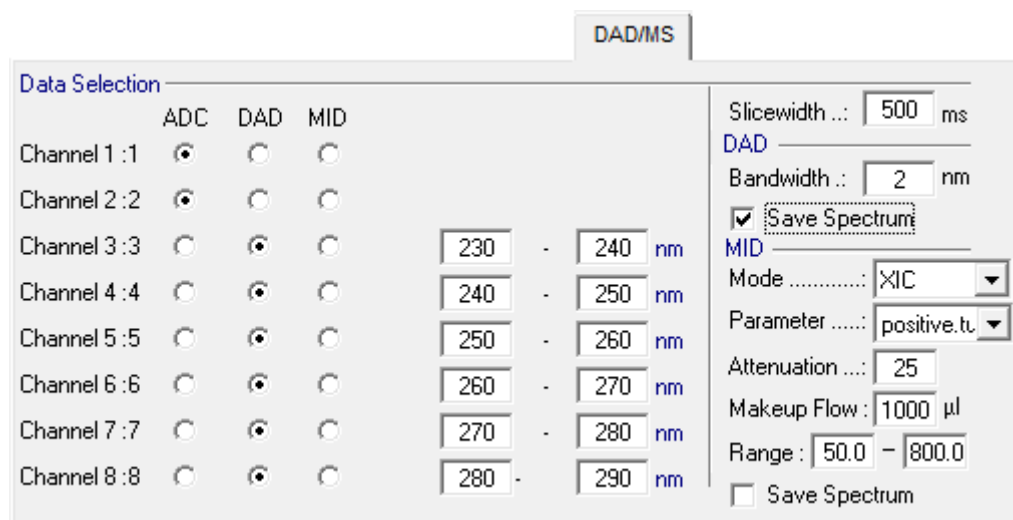 DAD/MS
Data Selection
ADC DAD MID
Channel 1 :1
Channel 2 :2
Channel 3 :3 230 - 240 nm
Channel 4 :4 240 - 250 nm
Channel 5 :5 250 - 260 nm
Channel 6 :6 260 - 270 nm
Channel 7 :7 270 - 280 nm
Channel 8 :8 280 - 290 nm
Slicewidth ..: 500 ms
DAD
Bandwidth .: 2 nm
Save Spectrum
MID
Mode ............: XIC
Parameter .....: positive.tu
Attenuation ...: 25
Makeup Flow : 1000 µl
Range : 50.0 – 800.0
Save Spectrum